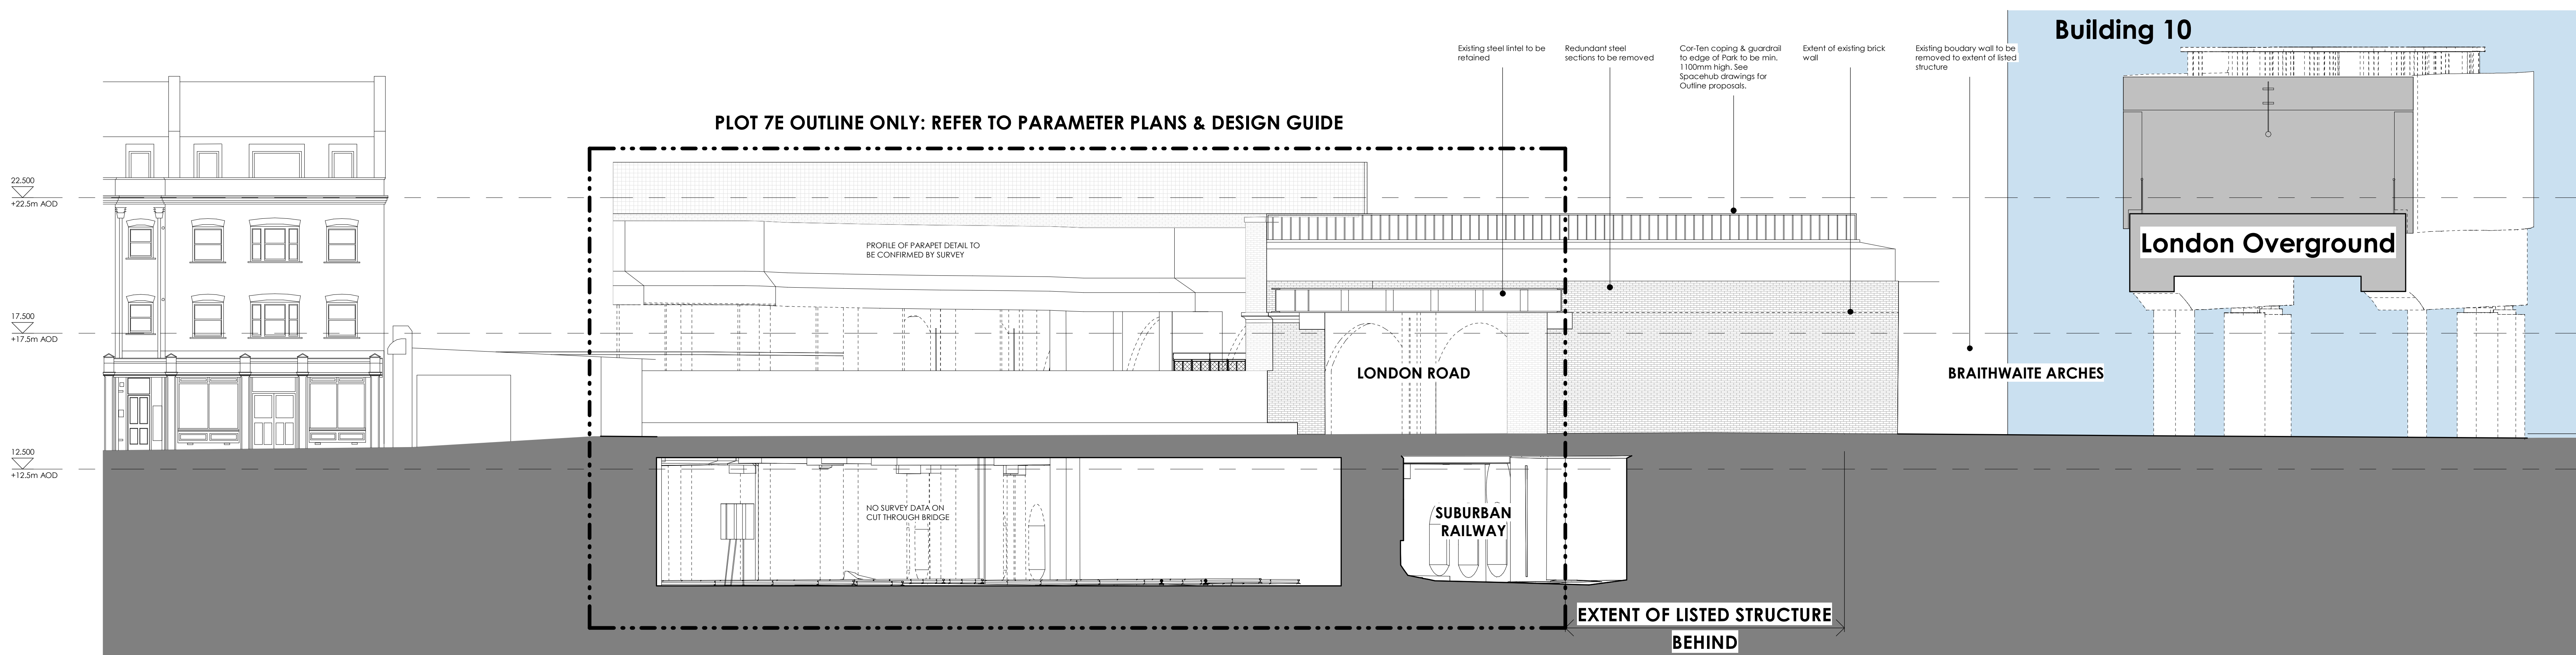 Building 10
Existing steel lintel to be
retained
Redundant steel
sections to be removed
Cor-Ten coping & guardrail
to edge of Park to be min.
1100mm high. See
Spacehub drawings for
Outline proposals.
Extent of existing brick
wall
Existing boudary wall to be
removed to extent of listed
structure
PLOT 7E OUTLINE ONLY: REFER TO PARAMETER PLANS & DESIGN GUIDE
22.500
+22.5m AOD
PROFILE OF PARAPET DETAIL TO
BE CONFIRMED BY SURVEY
London Overground
17.500
+17.5m AOD
LONDON ROAD
BRAITHWAITE ARCHES
12.500
+12.5m AOD
NO SURVEY DATA ON
CUT THROUGH BRIDGE
SUBURBAN
RAILWAY
EXTENT OF LISTED STRUCTURE
BEHIND